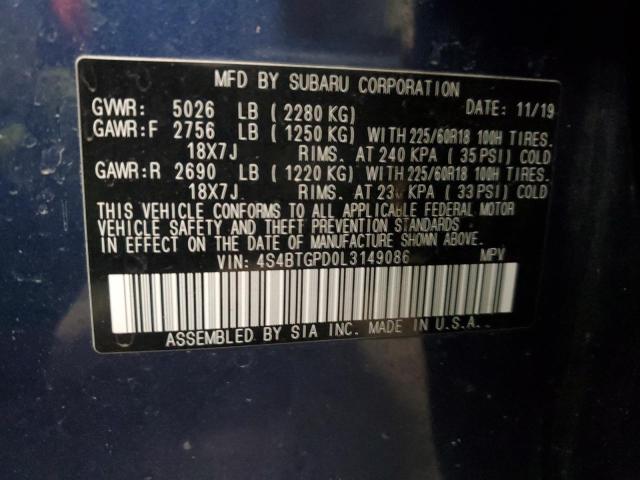 MFD BY SUBARU CORPORATION
GVWR: 5026 LB (2280 KG) DATE: 11/19
GAWR:F 2756 LB (1250 KG) WITH 225/60R18 100H TIRES.
18X7J RIMS. AT 240 KPA (35 PSI) COLD
GAWR:R 2690 LB (1220 KG) WITH 225/60R18 100H TIRES.
18X7J RIMS. AT 230 KPA (33 PSI) COLD
THIS VEHICLE CONFORMS TO ALL APPLICABLE FEDERAL MOTOR
VEHICLE SAFETY AND THEFT PREVENTION STANDARDS
IN EFFECT ON THE DATE OF MANUFACTURE SHOWN ABOVE.
VIN: 4S4BTGPD0L3149086 MPV
ASSEMBLED BY SIA INC. MADE IN U.S.A.